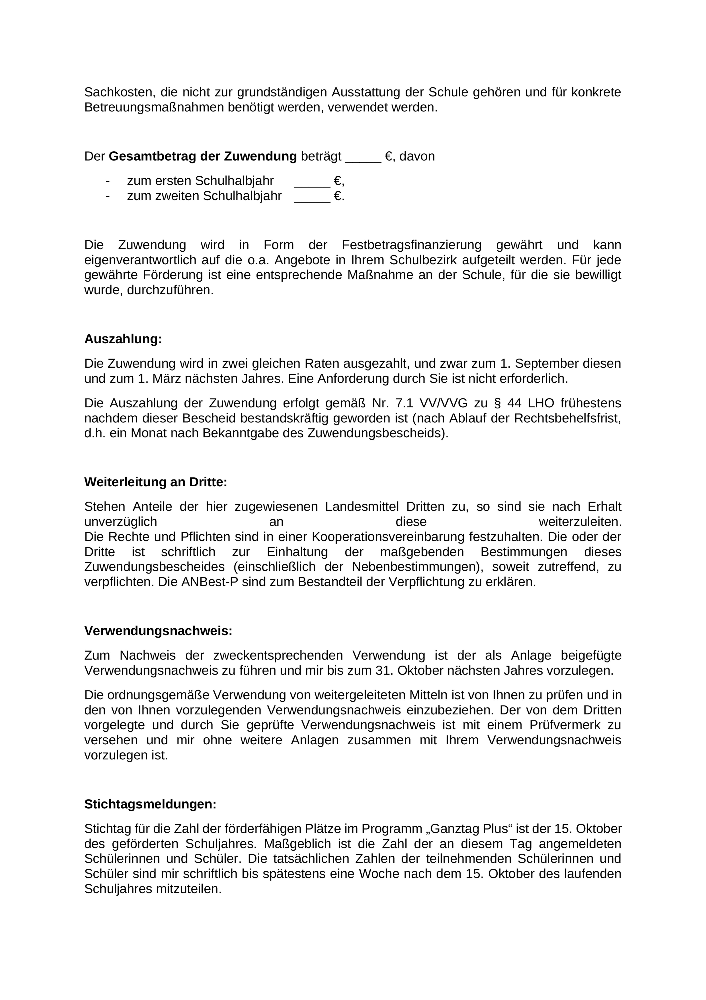 Sachkosten, die nicht zur grundständigen Ausstattung der Schule gehören und für konkrete
Betreuungsmaßnahmen benötigt werden, verwendet werden.
Der Gesamtbetrag der Zuwendung beträgt _____ €, davon
- zum ersten Schulhalbjahr _____ €,
- zum zweiten Schulhalbjahr _____ €.
Die Zuwendung wird in Form der Festbetragsfinanzierung gewährt und kann
eigenverantwortlich auf die o.a. Angebote in Ihrem Schulbezirk aufgeteilt werden. Für jede
gewährte Förderung ist eine entsprechende Maßnahme an der Schule, für die sie bewilligt
wurde, durchzuführen.
Auszahlung:
Die Zuwendung wird in zwei gleichen Raten ausgezahlt, und zwar zum 1. September diesen
und zum 1. März nächsten Jahres. Eine Anforderung durch Sie ist nicht erforderlich.
Die Auszahlung der Zuwendung erfolgt gemäß Nr. 7.1 VV/VVG zu § 44 LHO frühestens
nachdem dieser Bescheid bestandskräftig geworden ist (nach Ablauf der Rechtsbehelfsfrist,
d.h. ein Monat nach Bekanntgabe des Zuwendungsbescheids).
Weiterleitung an Dritte:
Stehen Anteile der hier zugewiesenen Landesmittel Dritten zu, so sind sie nach Erhalt
unverzüglich an diese weiterzuleiten.
Die Rechte und Pflichten sind in einer Kooperationsvereinbarung festzuhalten. Die oder der
Dritte ist schriftlich zur Einhaltung der maßgebenden Bestimmungen dieses
Zuwendungsbescheides (einschließlich der Nebenbestimmungen), soweit zutreffend, zu
verpflichten. Die ANBest-P sind zum Bestandteil der Verpflichtung zu erklären.
Verwendungsnachweis:
Zum Nachweis der zweckentsprechenden Verwendung ist der als Anlage beigefügte
Verwendungsnachweis zu führen und mir bis zum 31. Oktober nächsten Jahres vorzulegen.
Die ordnungsgemäße Verwendung von weitergeleiteten Mitteln ist von Ihnen zu prüfen und in
den von Ihnen vorzulegenden Verwendungsnachweis einzubeziehen. Der von dem Dritten
vorgelegte und durch Sie geprüfte Verwendungsnachweis ist mit einem Prüfvermerk zu
versehen und mir ohne weitere Anlagen zusammen mit Ihrem Verwendungsnachweis
vorzulegen ist.
Stichtagsmeldungen:
Stichtag für die Zahl der förderfähigen Plätze im Programm „Ganztag Plus“ ist der 15. Oktober
des geförderten Schuljahres. Maßgeblich ist die Zahl der an diesem Tag angemeldeten
Schülerinnen und Schüler. Die tatsächlichen Zahlen der teilnehmenden Schülerinnen und
Schüler sind mir schriftlich bis spätestens eine Woche nach dem 15. Oktober des laufenden
Schuljahres mitzuteilen.